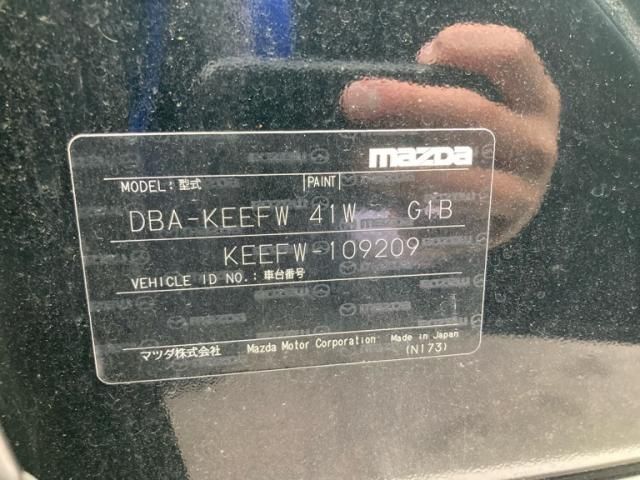 mazda
MODEL : 型式 PAINT
DBA-KEEFW 41W G1B
KEEFW-109209
VEHICLE ID NO.: 車台番号
マツダ株式会社 Mazda Motor Corporation Made in Japan
(N173)